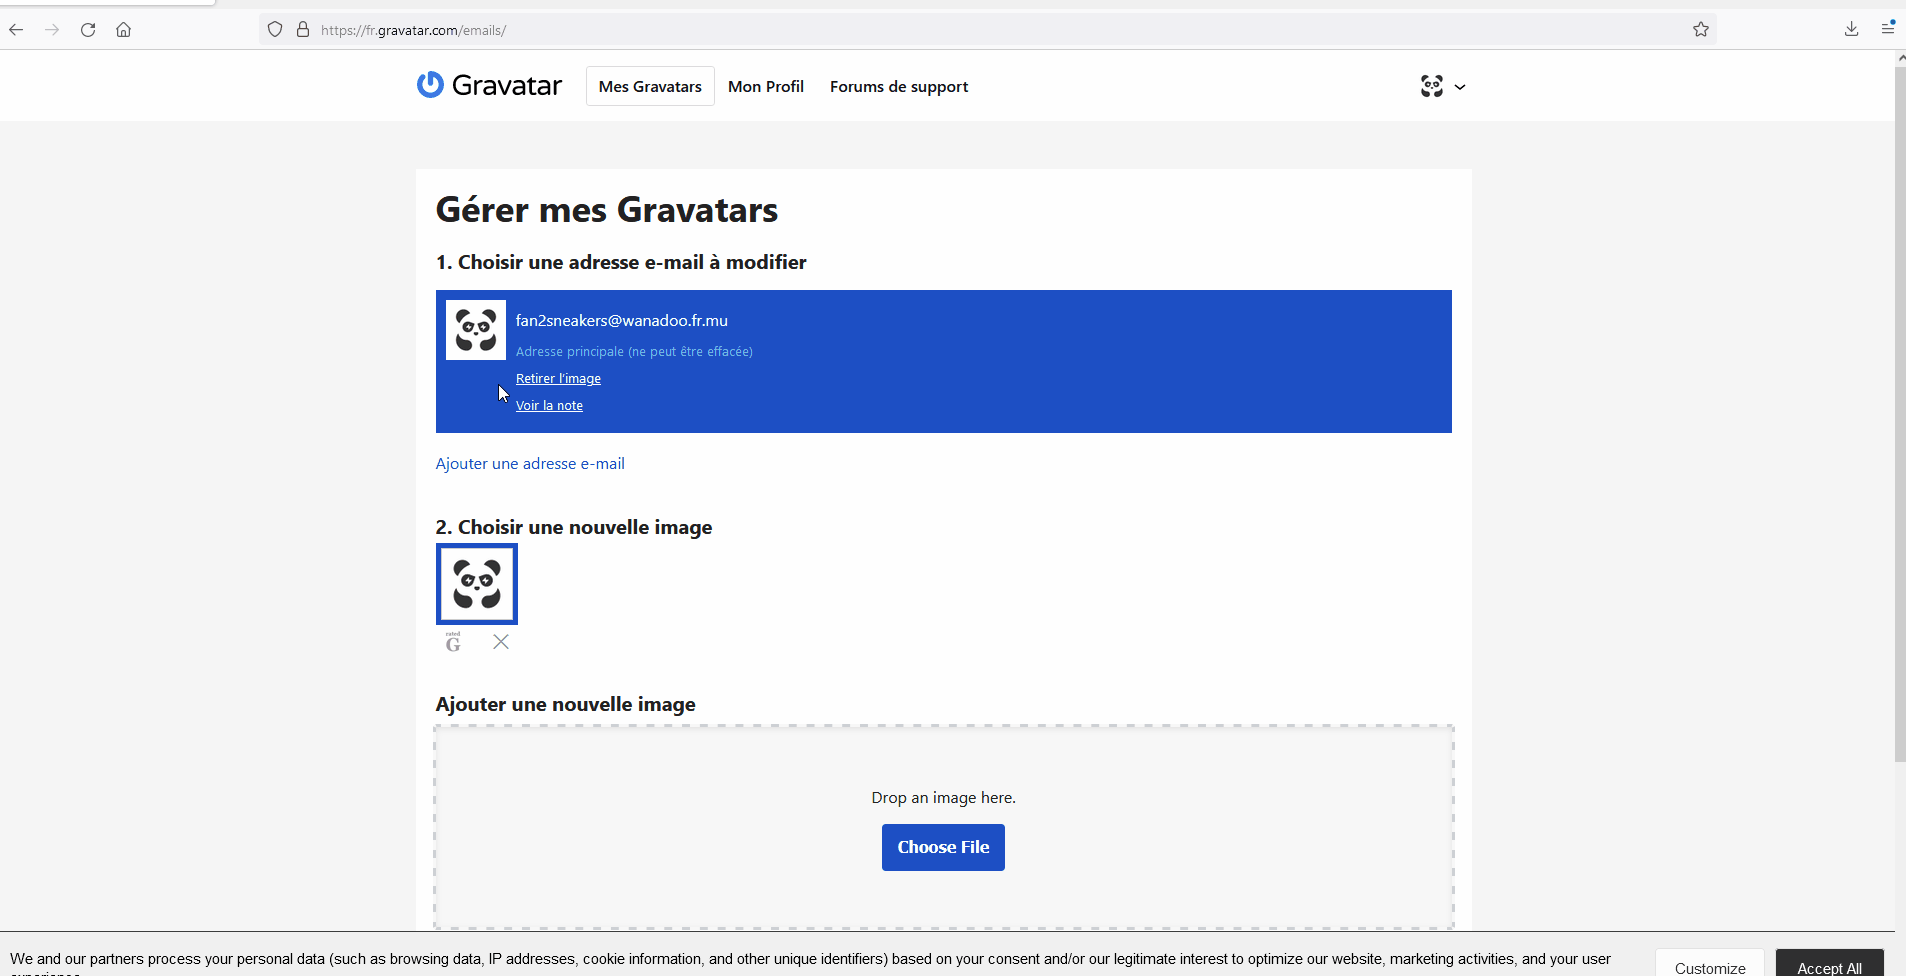 https://fr.gravatar.com/emails/
Gravatar
Mes Gravatars
Mon Profil
Forums de support
Gérer mes Gravatars
1. Choisir une adresse e-mail à modifier
fan2sneakers@wanadoo.fr.mu
Adresse principale (ne peut être effacée)
Retirer l'image
Voir la note
Ajouter une adresse e-mail
2. Choisir une nouvelle image
rated
G
Ajouter une nouvelle image
Drop an image here.
Choose File
We and our partners process your personal data (such as browsing data, IP addresses, cookie information, and other unique identifiers) based on your consent and/or our legitimate interest to optimize our website, marketing activities, and your user
Customize
Accept All